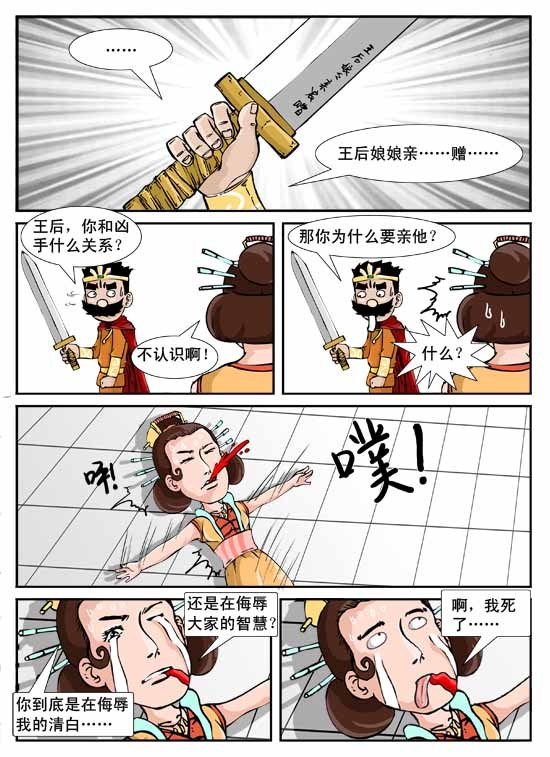 ……
王后娘娘亲点赠
王后娘娘亲……赠……
王后，你和凶
手什么关系？
不认识啊！
那你为什么要亲他？
什么？
噗！
还是在侮辱
大家的智慧？
你到底是在侮辱
我的清白……
啊，我死
了……